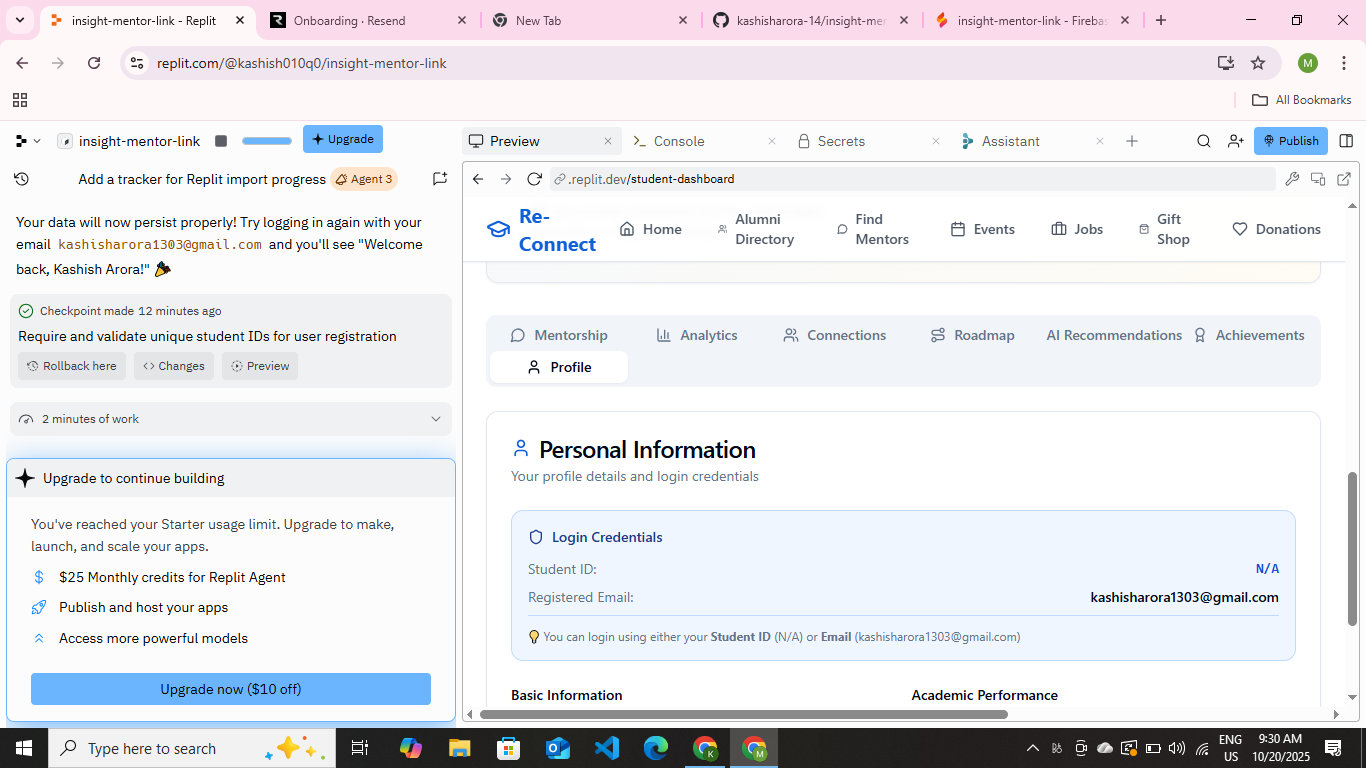 insight-mentor-link - Replit
Onboarding · Resend
New Tab
kashisharora-14/insight-mer
insight-mentor-link - Fireba
replit.com/@kashish010q0/insight-mentor-link
M
All Bookmarks
insight-mentor-link
Upgrade
Preview
Console
Secrets
Assistant
Publish
Add a tracker for Replit import progress
Agent 3
.replit.dev/student-dashboard
Your data will now persist properly! Try logging in again with your
email kashisharora1303@gmail.com and you'll see "Welcome
back, Kashish Arora!"
Checkpoint made 12 minutes ago
Require and validate unique student IDs for user registration
Rollback here
Changes
Preview
2 minutes of work
Upgrade to continue building
You've reached your Starter usage limit. Upgrade to make,
launch, and scale your apps.
$25 Monthly credits for Replit Agent
Publish and host your apps
Access more powerful models
Upgrade now ($10 off)
Re-
Connect
Home
Alumni
Directory
Find
Mentors
Events
Jobs
Gift
Shop
Donations
Mentorship
Analytics
Connections
Roadmap
AI Recommendations
Achievements
Profile
Personal Information
Your profile details and login credentials
Login Credentials
Student ID:
N/A
Registered Email:
kashisharora1303@gmail.com
You can login using either your Student ID (N/A) or Email (kashisharora1303@gmail.com)
Basic Information
Academic Performance
Type here to search
K
M
ENG
US
9:30 AM
10/20/2025